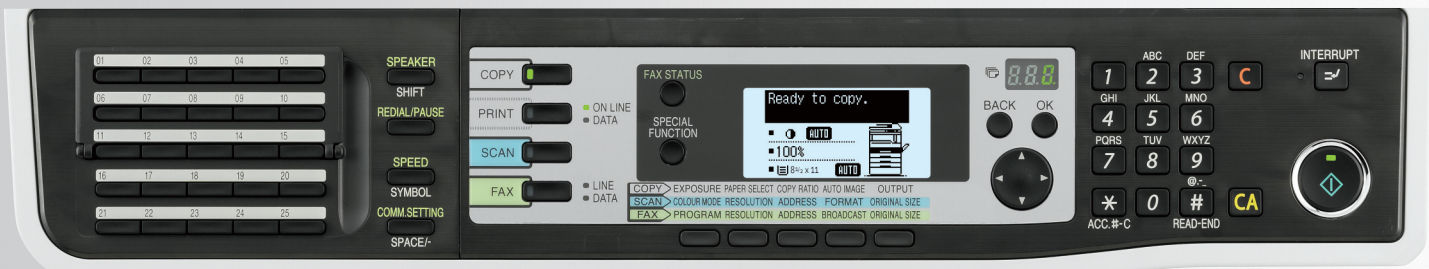 01 02 03 04 05
06 07 08 09 10
11 12 13 14 15
16 17 18 19 20
21 22 23 24 25
SPEAKER
SHIFT
REDIAL/PAUSE
SPEED
SYMBOL
COMM.SETTING
SPACE/-
COPY
PRINT
ON LINE
DATA
SCAN
FAX
LINE
DATA
FAX STATUS
SPECIAL
FUNCTION
Ready to copy.
AUTO
100%
8½ x 11 AUTO
COPY EXPOSURE PAPER SELECT COPY RATIO AUTO IMAGE OUTPUT
SCAN COLOUR MODE RESOLUTION ADDRESS FORMAT ORIGINAL SIZE
FAX PROGRAM RESOLUTION ADDRESS BROADCAST ORIGINAL SIZE
BACK OK
ABC DEF
1 2 3 C
GHI JKL MNO
4 5 6
PQRS TUV WXYZ
7 8 9
@.-_
* 0 # CA
ACC.#-C READ-END
INTERRUPT